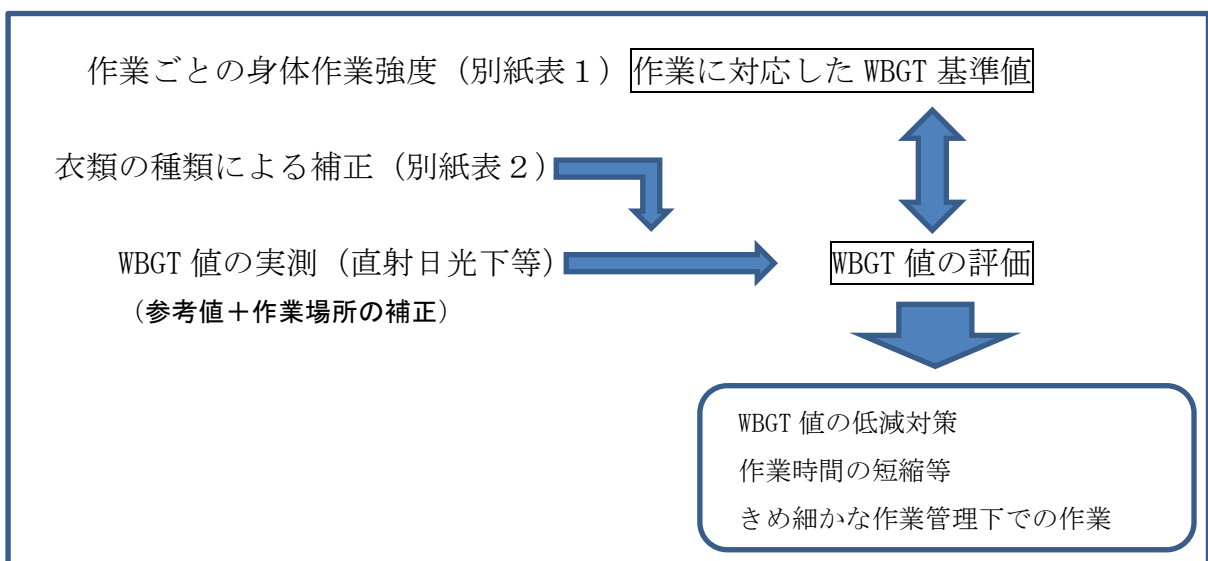 作業ごとの身体作業強度（別紙表１）作業に対応した WBGT 基準値
衣類の種類による補正（別紙表２）
WBGT 値の実測（直射日光下等） WBGT 値の評価
（参考値＋作業場所の補正）
WBGT 値の低減対策
作業時間の短縮等
きめ細かな作業管理下での作業